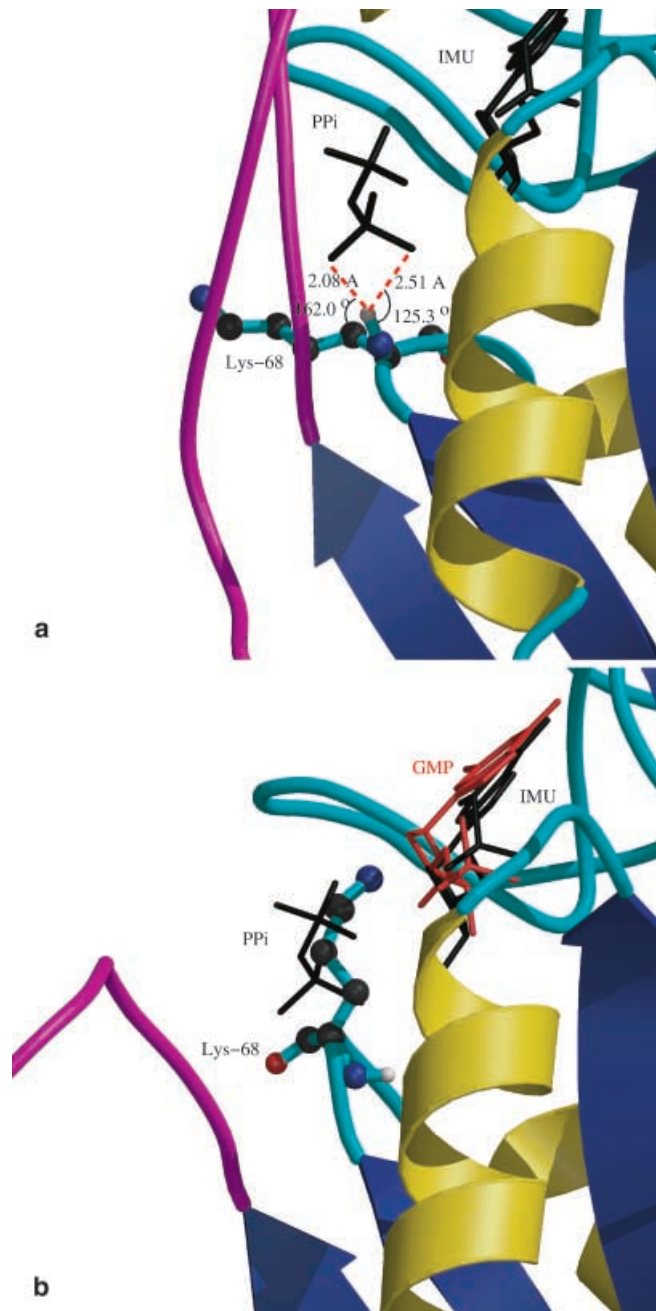 IMU
PPi
2.08 A
2.51 A
162.0 o
125.3 o
Lys-68
a
GMP
IMU
PPi
Lys-68
b